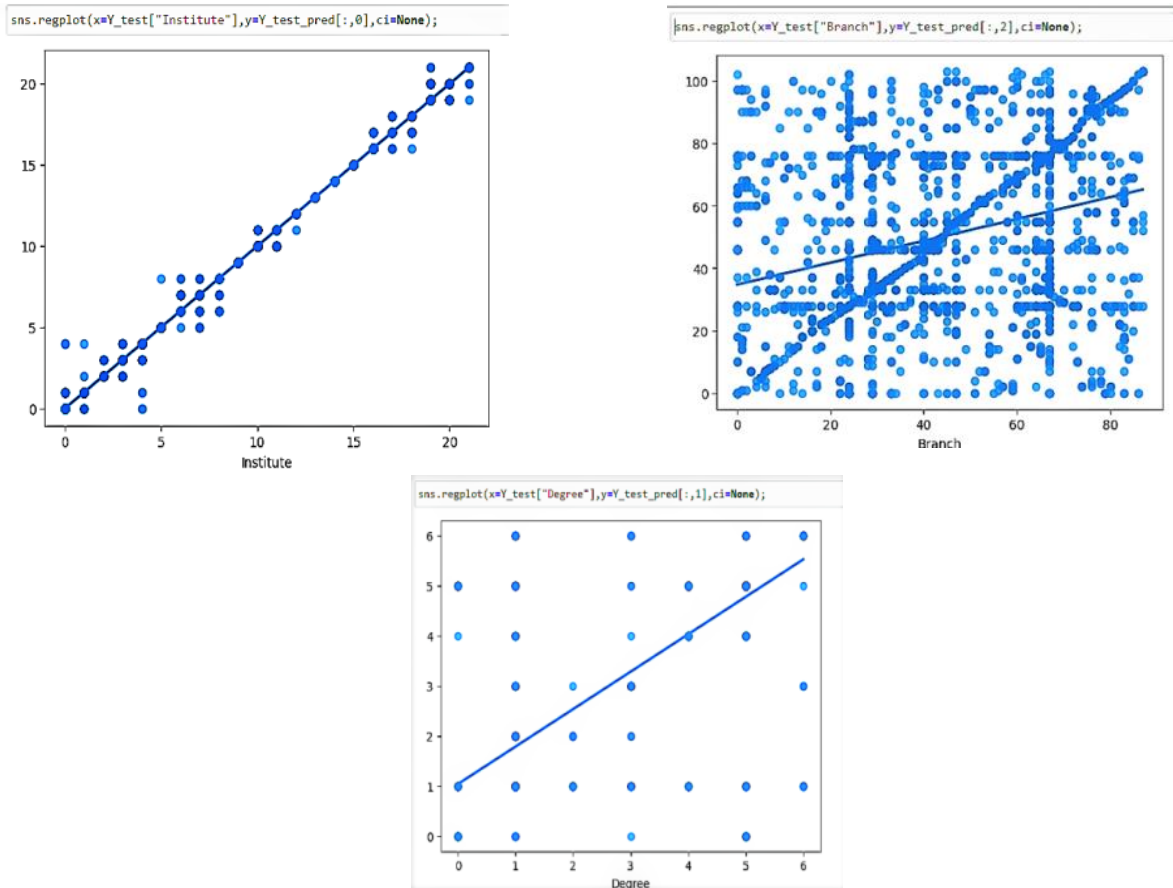 sns.regplot(x=Y_test["Institute"],y=Y_test_pred[:,0],ci=None);
20
15
10
5
0
0 5 10 15 20
Institute
sns.regplot(x=Y_test["Branch"],y=Y_test_pred[:,2],ci=None);
100
80
60
40
20
0
0 20 40 60 80
Branch
sns.regplot(x=Y_test["Degree"],y=Y_test_pred[:,1],ci=None);
6
5
4
3
2
1
0
0 1 2 3 4 5 6
Degree